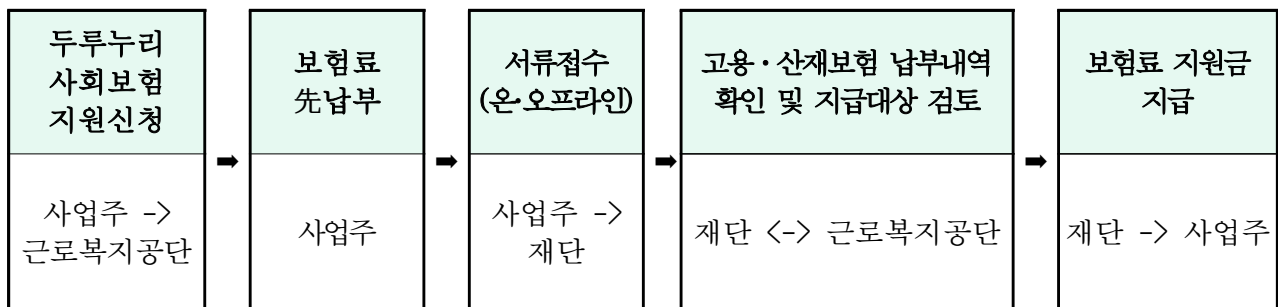 두루누리
사회보험
지원신청
사업주 ->
근로복지공단
➡
보험료
先납부
사업주
➡
서류접수
(온·오프라인)
사업주 ->
재단
➡
고용·산재보험 납부내역
확인 및 지급대상 검토
재단 <-> 근로복지공단
➡
보험료 지원금
지급
재단 -> 사업주